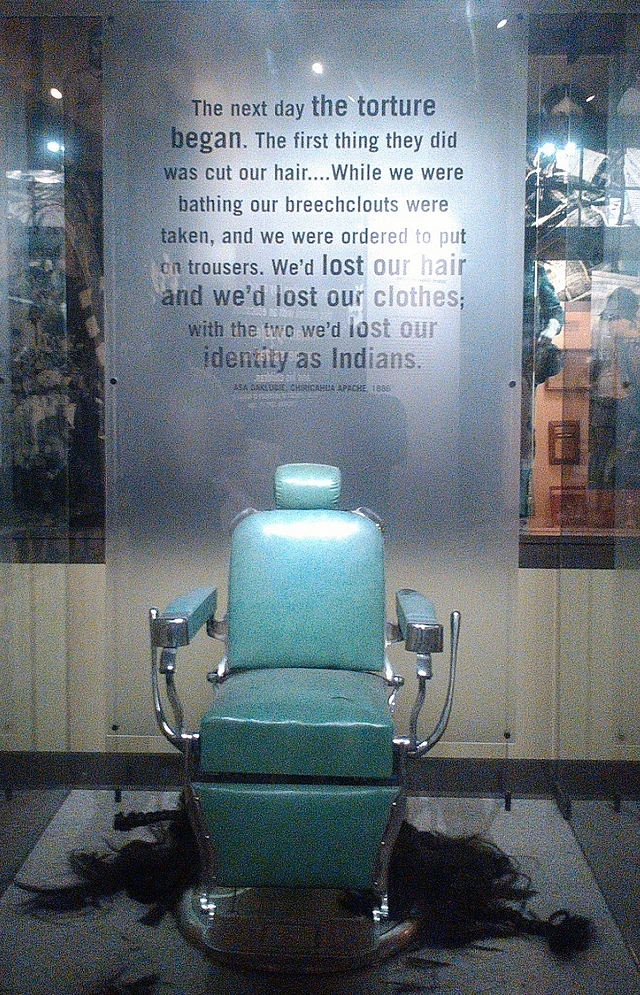 The next day the torture
began. The first thing they did
was cut our hair....While we were
bathing our breechclouts were
taken, and we were ordered to put
on trousers. We'd lost our hair
and we'd lost our clothes;
with the two we'd lost our
identity as Indians.
ASA DAKLUGIE, CHIRICAHUA APACHE, 1886